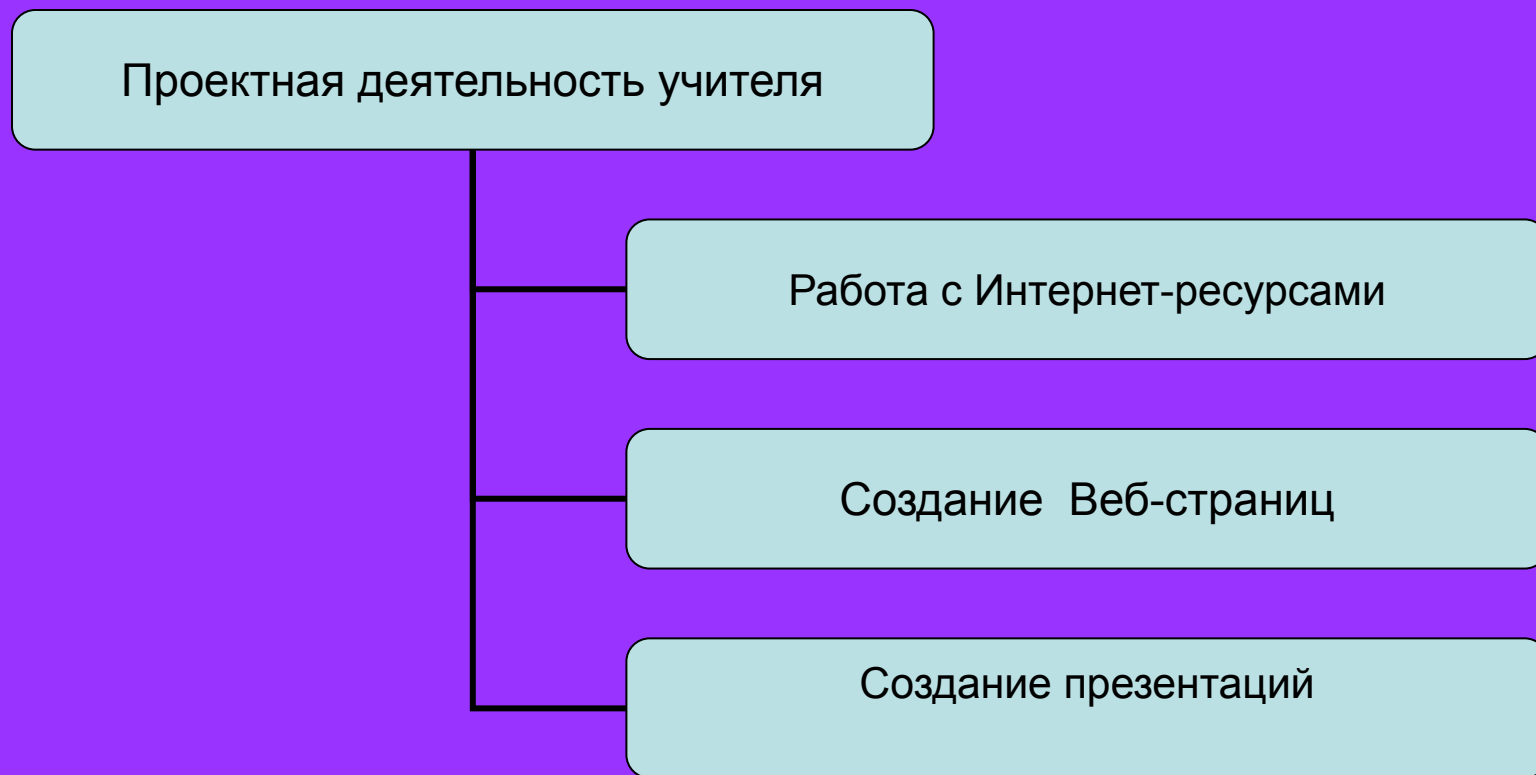 Проектная деятельность учителя
Работа с Интернет-ресурсами
Создание  Веб-страниц
Создание презентаций